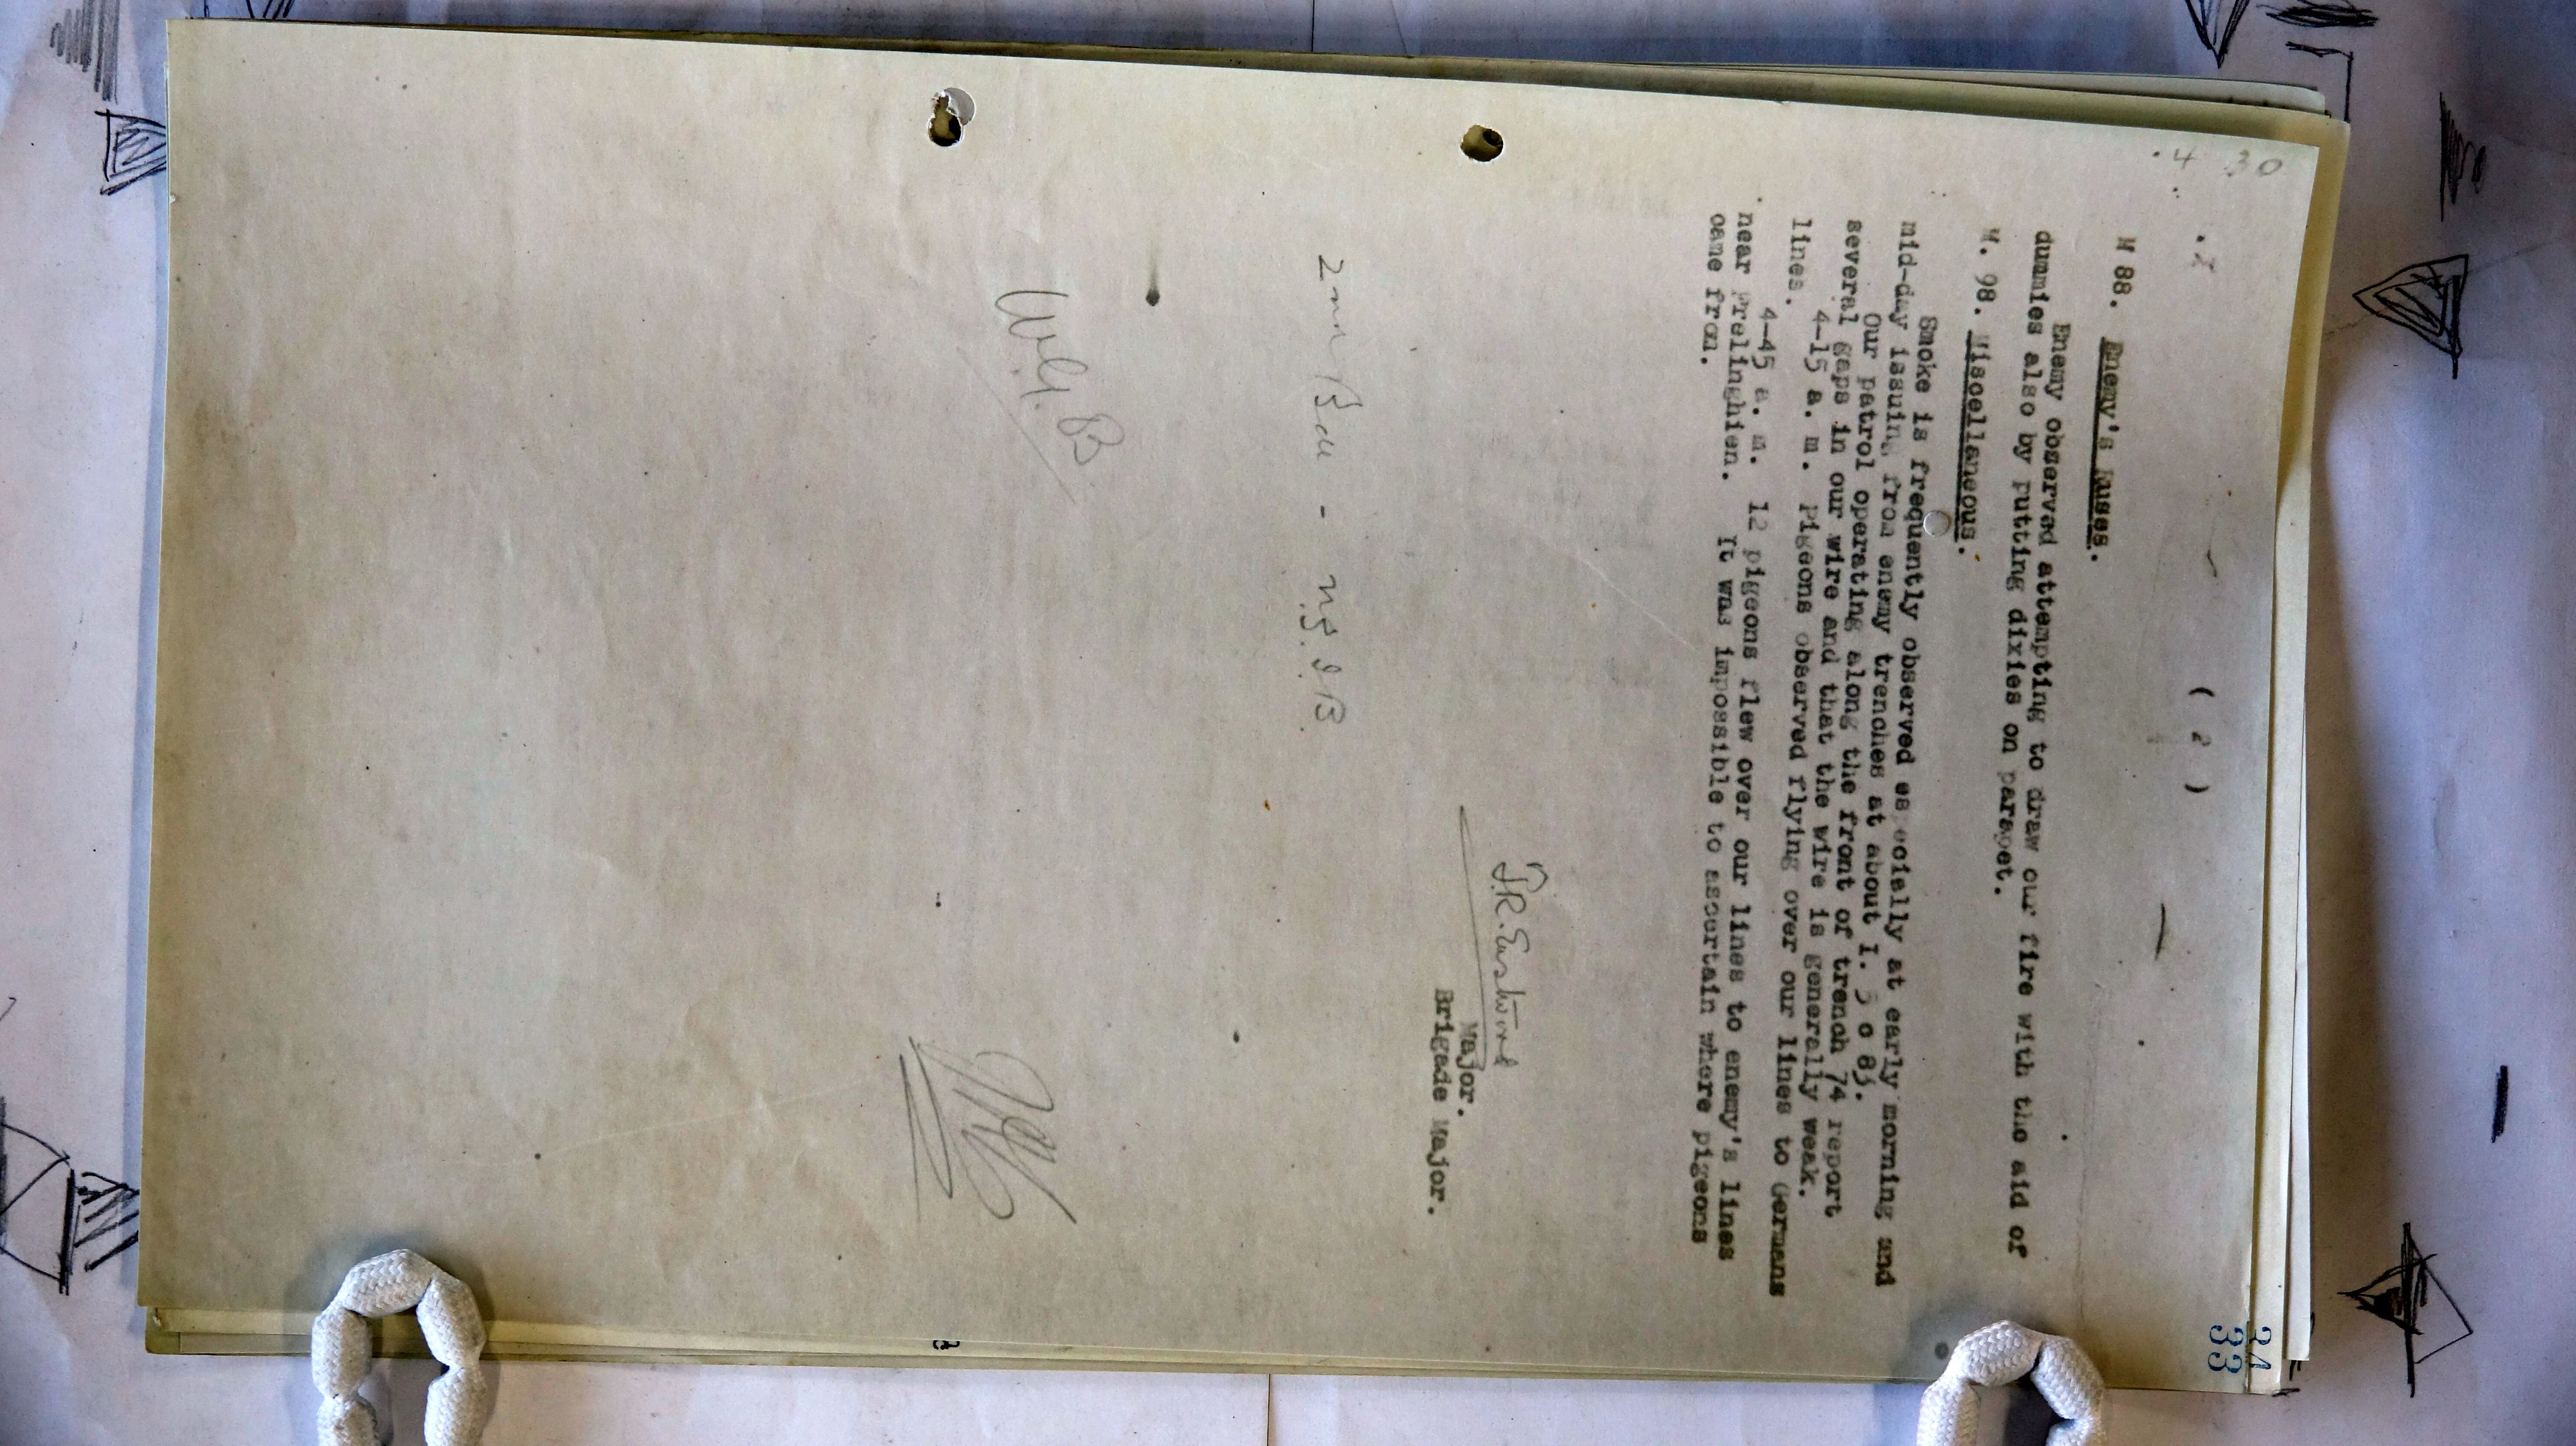 ( 2 )
34
33
M 88. Enemy's Ruses.
Enemy observed attempting to draw our fire with the aid of
dummies also by putting dixies on parapet.
M. 98. Miscellaneous.
Smoke is frequently observed especially at early morning and
mid-day issuing from enemy trenches at about I. 5 c 83.
Our patrol operating along the front of trench 74 report
several gaps in our wire and that the wire is generally weak.
4-15 a. m. Pigeons observed flying over our lines to Germans
lines.
4-45 a. m. 12 pigeons flew over our lines to enemy's lines
near Frelinghien. It was impossible to ascertain where pigeons
came from.
T.R. Eastwood
Major.
Brigade Major.
2nd Bde -